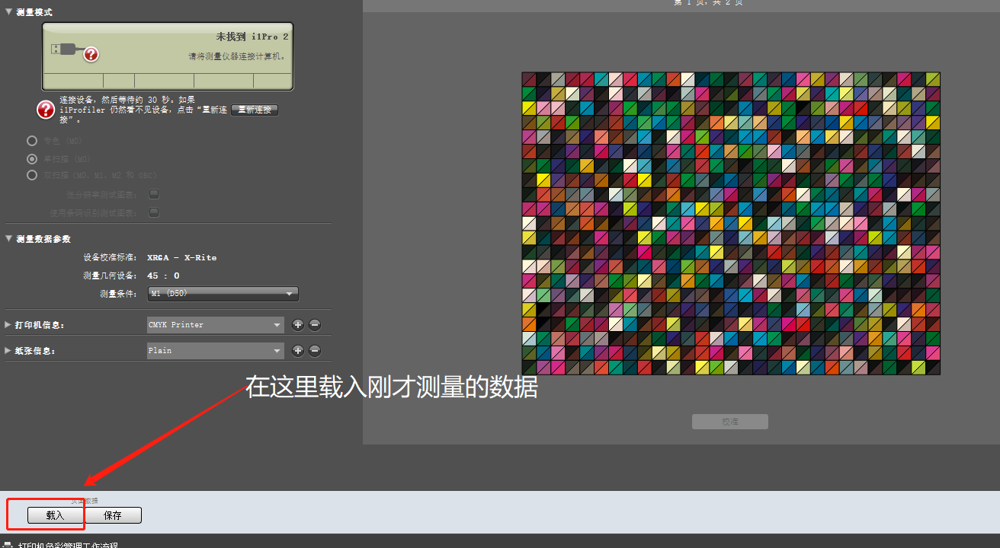 第 1 页，共 2 页
测量模式
未找到 i1Pro 2
请将测量仪器连接计算机。
连接设备，然后等待约 30 秒。如果
i1Profiler 仍然看不见设备，点击“重新连
接”。
重新连接
专色 (M0)
单扫描 (M0)
双扫描 (M0、M1、M2 和 OBC)
低分辨率测试图表：
使用条码识别测试图表：
测量数据参数
设备校准标准： XRGA - X-Rite
测量几何设备： 45 : 0
测量条件： M1 (D50)
打印机信息： CMYK Printer
纸张信息： Plain
在这里载入刚才测量的数据
校准
载入
保存
打印机色彩管理工作流程